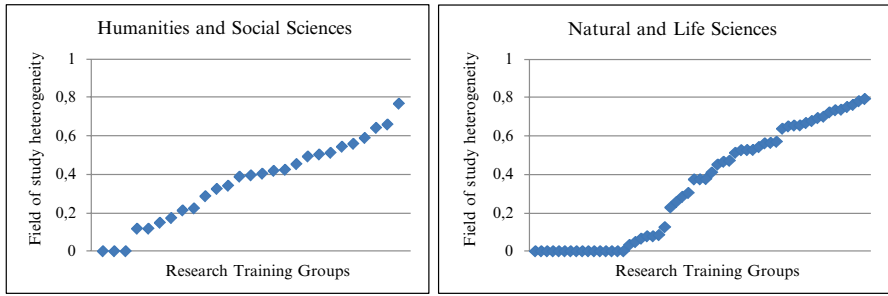 Humanities and Social Sciences
Field of study heterogeneity
1
0,8
0,6
0,4
0,2
0
Research Training Groups
Natural and Life Sciences
Field of study heterogeneity
1
0,8
0,6
0,4
0,2
0
Research Training Groups